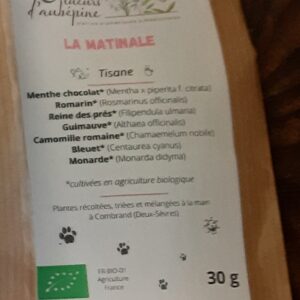 d'aubépine
LA MATINALE
Tisane
Menthe chocolat* (Mentha x piperita f. citrata)
Romarin* (Rosmarinus officinalis)
Reine des prés* (Filipendula ulmaria)
Guimauve* (Althaea officinalis)
Camomille romaine* (Chamaemelum nobile)
Bleuet* (Centaurea cyanus)
Monarde* (Monarda didyma)
*cultivées en agriculture biologique
Plantes récoltées, triées et mélangées à la main
à Combrand (Deux-Sèvres)
FR-BIO-01
Agriculture
France
30 g